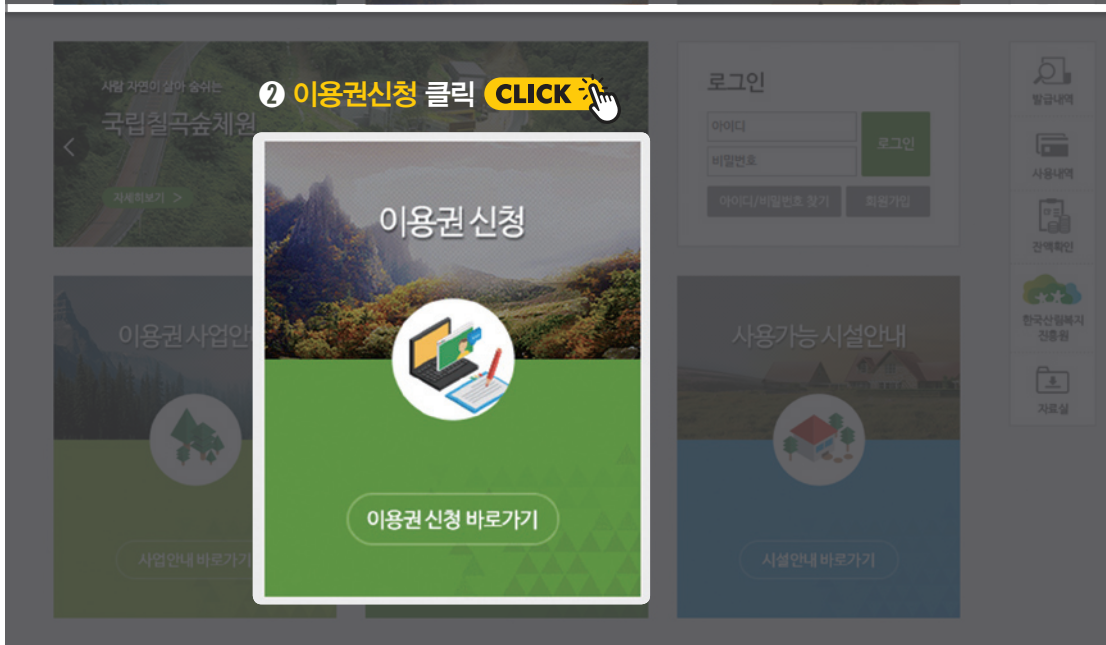 사람 자연이 살아 숨쉬는
국립칠곡숲체원
자세히보기 >
❷ 이용권신청 클릭 CLICK
이용권 신청
이용권 신청 바로가기
로그인
아이디
비밀번호
로그인
아이디/비밀번호 찾기
회원가입
이용권 사업안
사업안내 바로가기
사용가능 시설안내
시설안내 바로가기
발급내역
사용내역
잔액확인
한국산림복지
진흥원
자료실